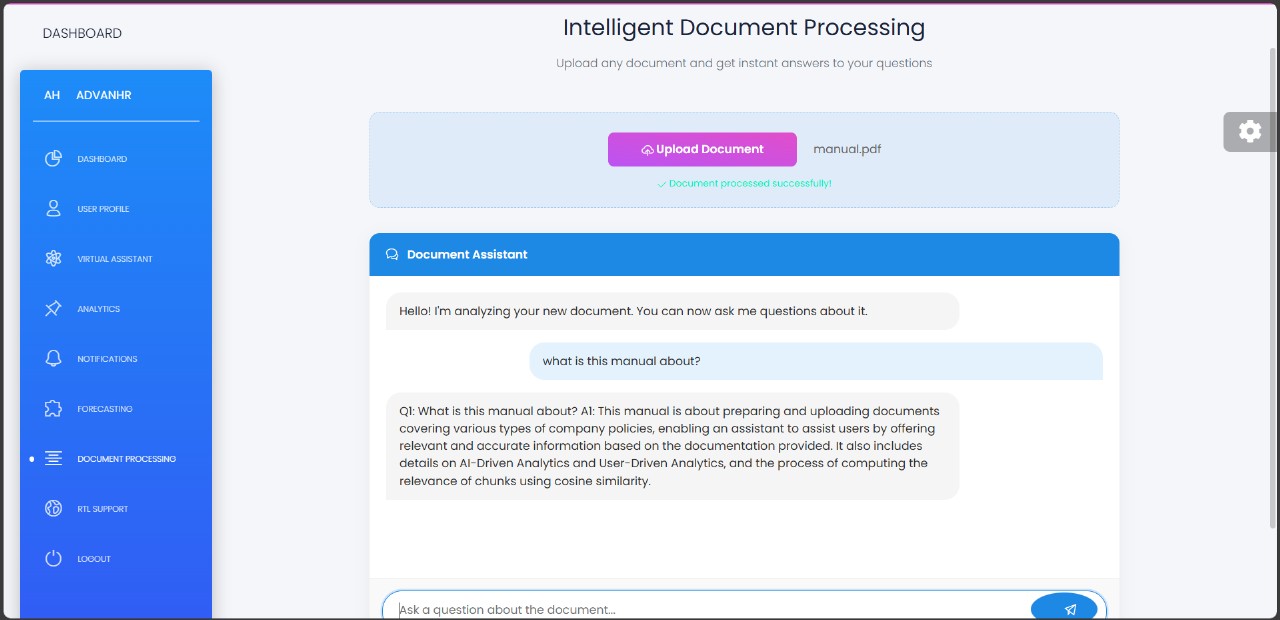 DASHBOARD
AH ADVANHR
DASHBOARD
USER PROFILE
VIRTUAL ASSISTANT
ANALYTICS
NOTIFICATIONS
FORECASTING
DOCUMENT PROCESSING
RTL SUPPORT
LOGOUT
Intelligent Document Processing
Upload any document and get instant answers to your questions
Upload Document manual.pdf
Document processed successfully!
Document Assistant
Hello! I'm analyzing your new document. You can now ask me questions about it.
what is this manual about?
Q1: What is this manual about? A1: This manual is about preparing and uploading documents
covering various types of company policies, enabling an assistant to assist users by offering
relevant and accurate information based on the documentation provided. It also includes
details on AI-Driven Analytics and User-Driven Analytics, and the process of computing the
relevance of chunks using cosine similarity.
Ask a question about the document...